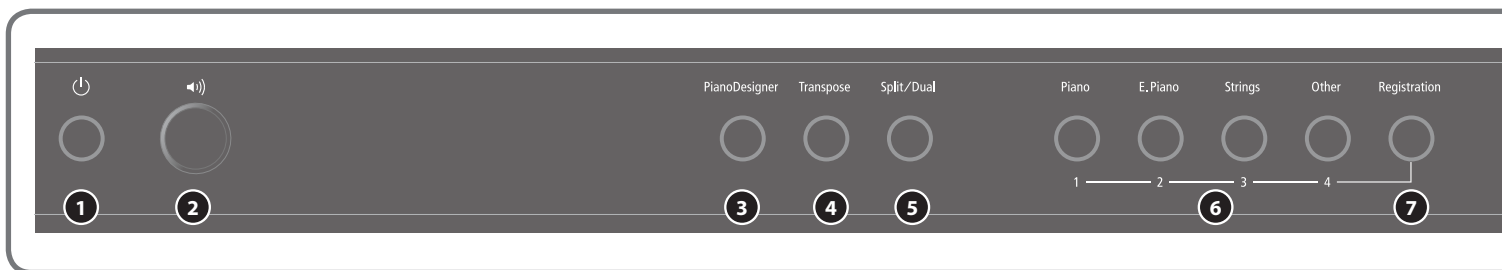 PianoDesigner Transpose Split/Dual Piano E.Piano Strings Other Registration
1 2 3 4
1 2 3 4 5 6 7